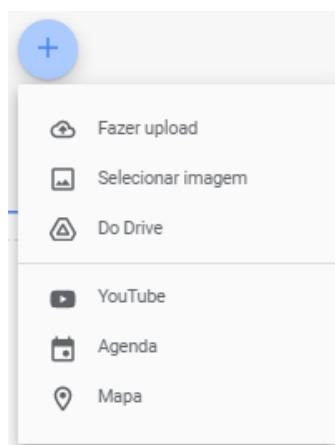 Fazer upload
Selecionar imagem
Do Drive
YouTube
Agenda
Mapa